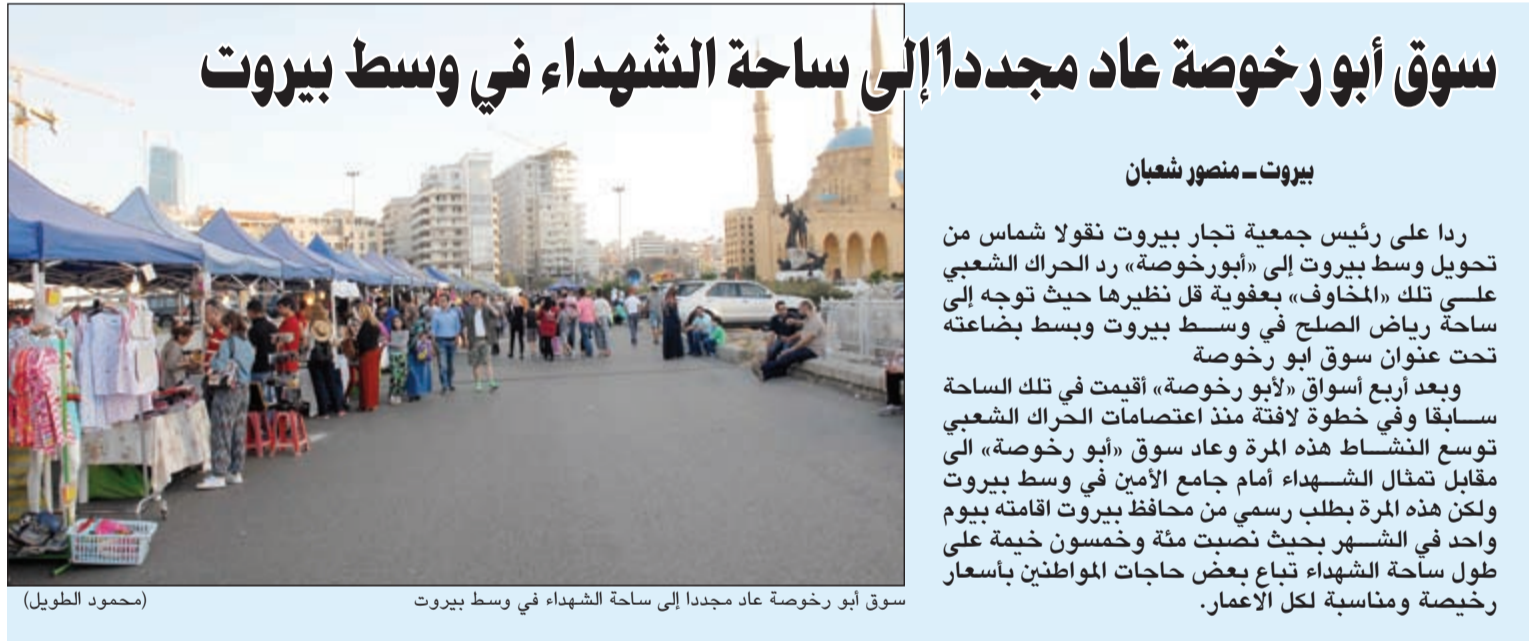 سوق أبو رخوصة عاد مجدداً إلى ساحة الشهداء في وسط بيروت
بيروت ـ منصور شعبان
ردا على رئيس جمعية تجار بيروت نقولا شماس من
تحويل وسط بيروت إلى «أبورخوصة» رد الحراك الشعبي
على تلك «المخاوف» بعفوية قل نظيرها حيث توجه إلى
ساحة رياض الصلح في وسط بيروت وبسط بضاعته
تحت عنوان سوق ابو رخوصة
وبعد أربع أسواق «لأبو رخوصة» أقيمت في تلك الساحة
سابقا وفي خطوة لافتة منذ اعتصامات الحراك الشعبي
توسع النشاط هذه المرة وعاد سوق «أبو رخوصة» الى
مقابل تمثال الشهداء أمام جامع الأمين في وسط بيروت
ولكن هذه المرة بطلب رسمي من محافظ بيروت اقامته بيوم
واحد في الشهر بحيث نصبت مئة وخمسون خيمة على
طول ساحة الشهداء تباع بعض حاجات المواطنين بأسعار
رخيصة ومناسبة لكل الاعمار.
سوق أبو رخوصة عاد مجددا إلى ساحة الشهداء في وسط بيروت
(محمود الطويل)